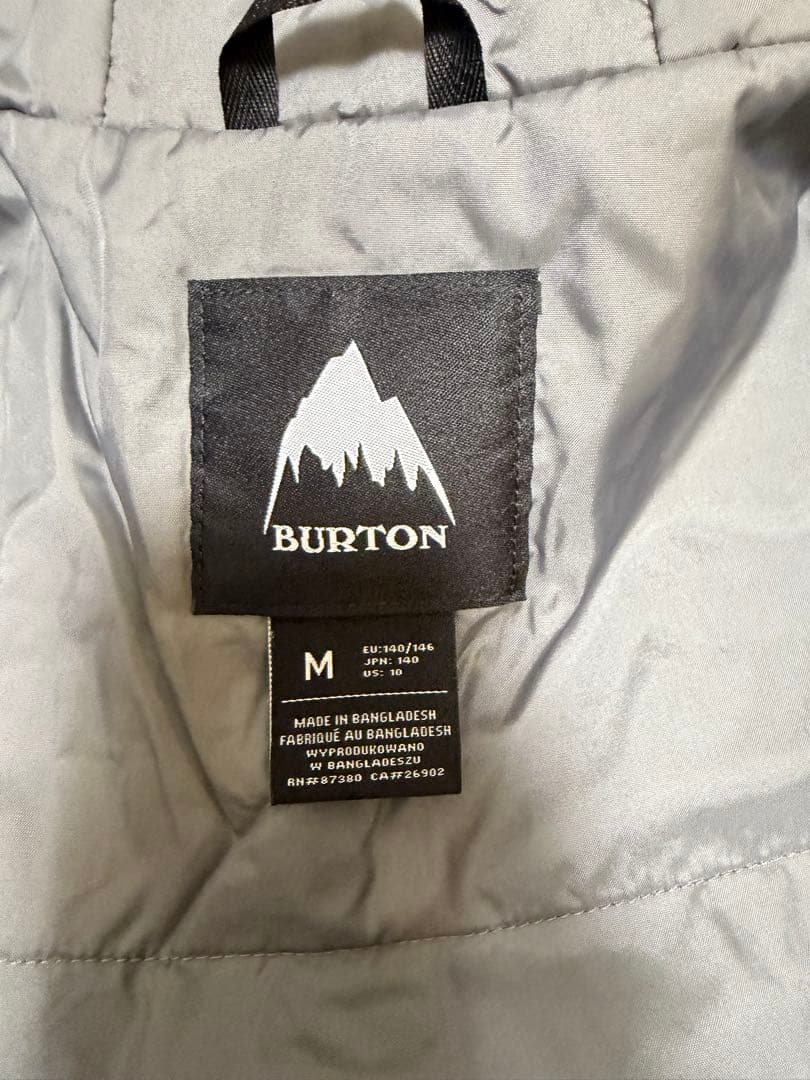 BURTON
M
EU:140/146
JPN: 140
US: 10
MADE IN BANGLADESH
FABRIQUÉ AU BANGLADESH
WYPRODUKOWANO
W BANGLADESZU
RN#87380 CA#26902